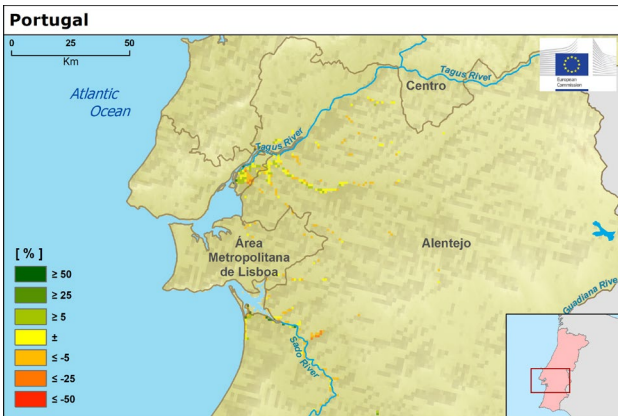 Portugal
0 25 50
Km
Atlantic
Ocean
Tagus River
Centro
European
Commission
Tagus River
Área
Metropolitana
de Lisboa
Alentejo
Guadiana River
Sado River
[ % ]
≥ 50
≥ 25
≥ 5
±
≤ -5
≤ -25
≤ -50